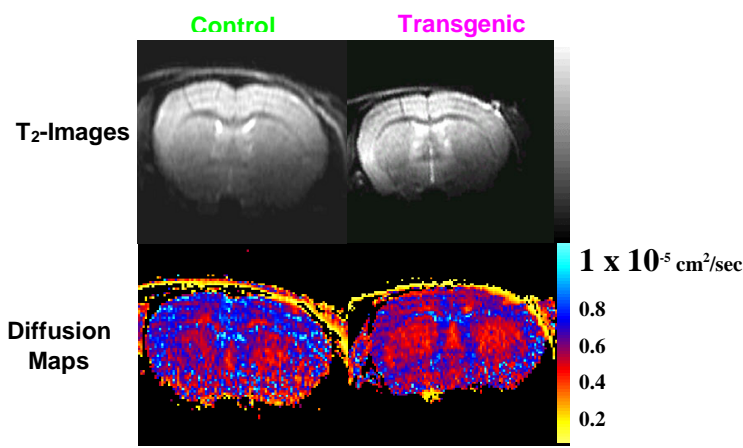 Control Transgenic
T₂-Images
1 x 10⁻⁵ cm²/sec
0.8
Diffusion
Maps
0.6
0.4
0.2